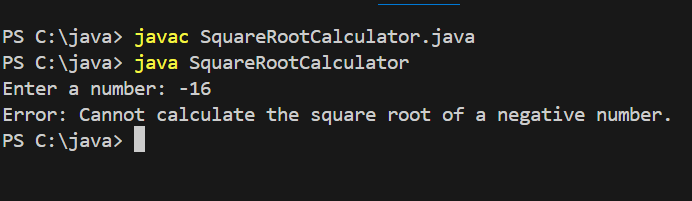 PS C:\java> javac SquareRootCalculator.java
PS C:\java> java SquareRootCalculator
Enter a number: -16
Error: Cannot calculate the square root of a negative number.
PS C:\java>